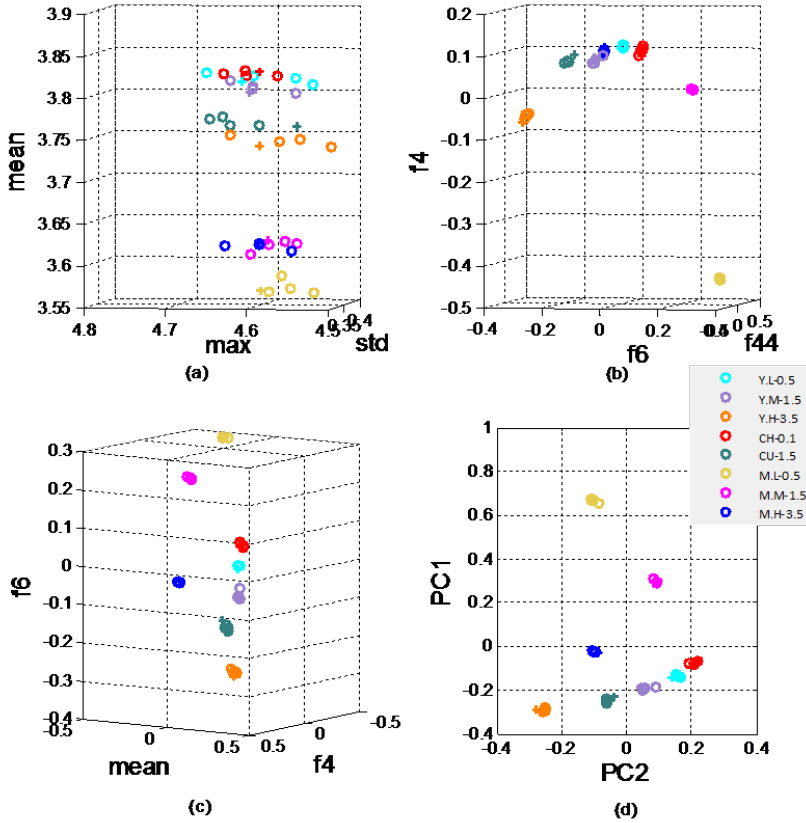 3.9
3.85
3.8
3.75
3.7
3.65
3.6
3.55
mean
4.8
4.7
4.6
4.5
max
std
(a)
0.2
0.1
0
-0.1
-0.2
-0.3
-0.4
-0.5
f4
-0.4
-0.2
0
0.2
0.4
0
0.5
f6
f44
(b)
Y.L-0.5
Y.M-1.5
Y.H-3.5
CH-0.1
CU-1.5
M.L-0.5
M.M-1.5
M.H-3.5
0.3
0.2
0.1
0
-0.1
-0.2
-0.3
-0.4
f6
-0.5
0
0.5
0.5
0
-0.5
mean
f4
(c)
1
0.8
0.6
0.4
0.2
0
-0.2
-0.4
PC1
-0.4
-0.2
0
0.2
0.4
PC2
(d)